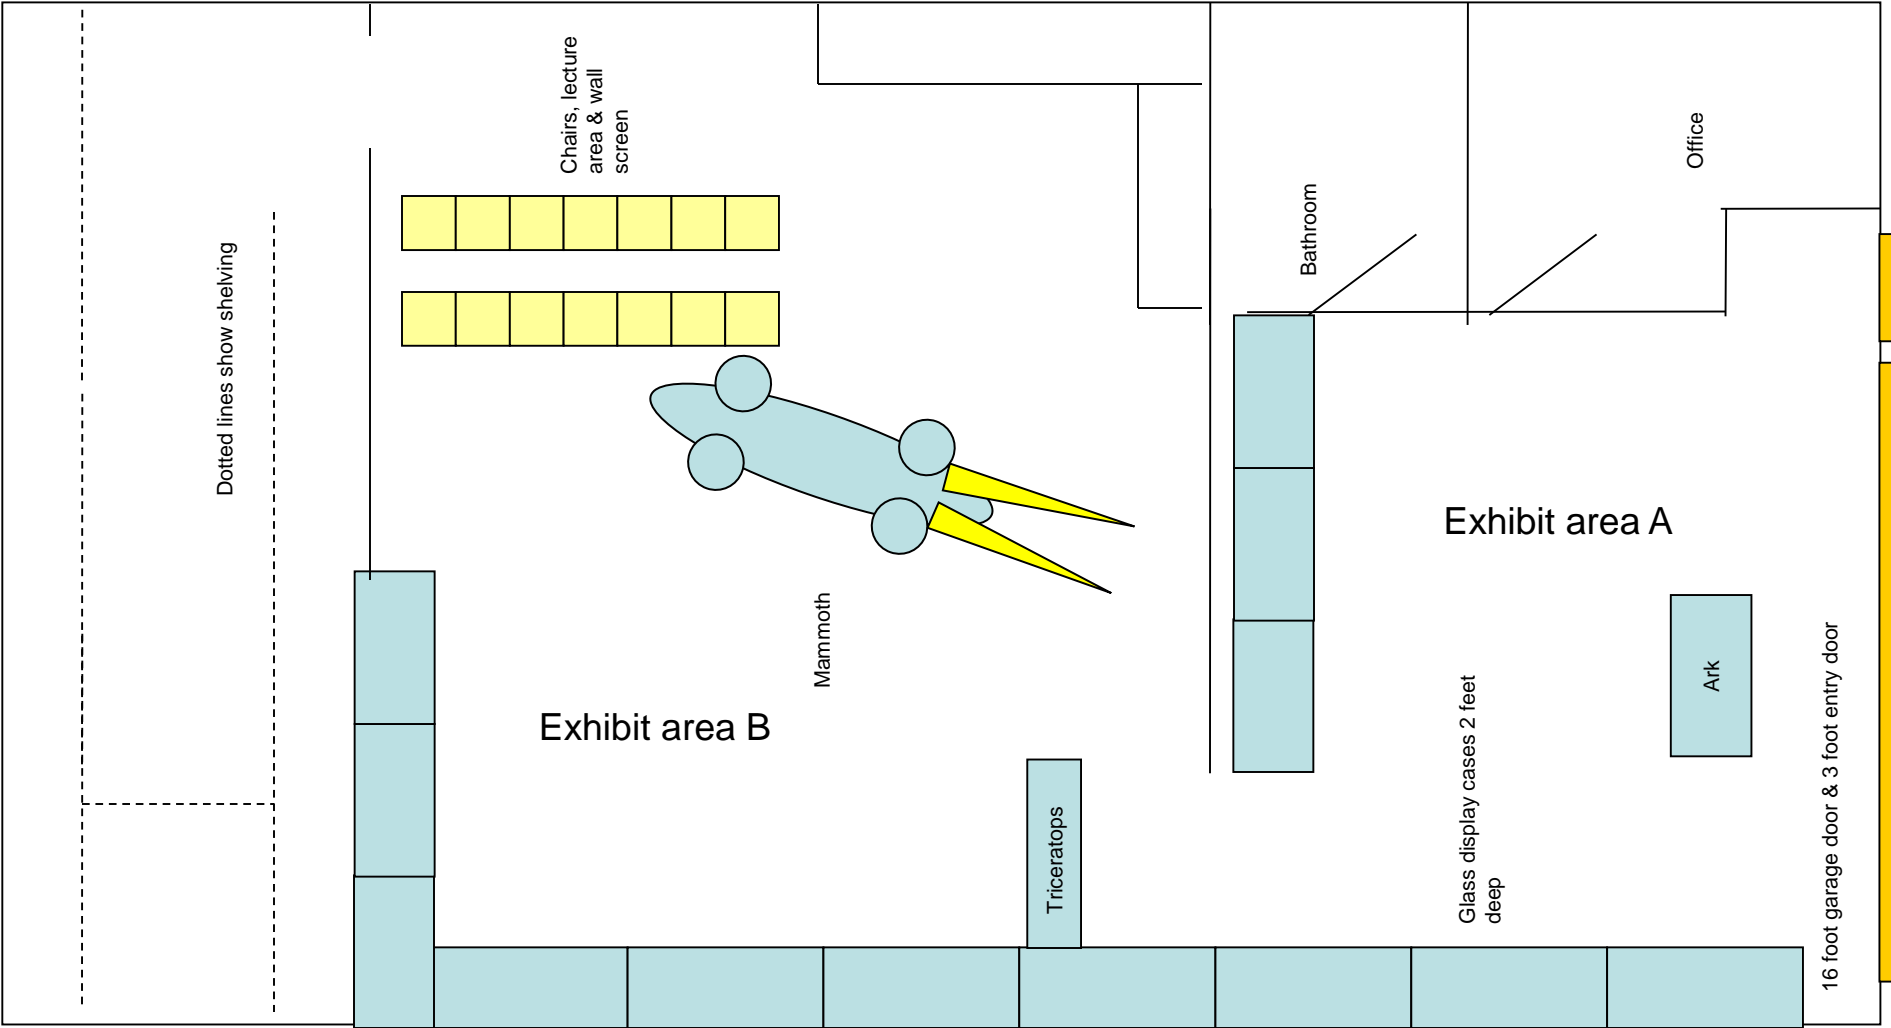 Dotted lines show shelving
Chairs, lecture
area & wall
screen
Mammoth
Exhibit area B
Triceratops
Bathroom
Office
Exhibit area A
Glass display cases 2 feet
deep
Ark
16 foot garage door & 3 foot entry door